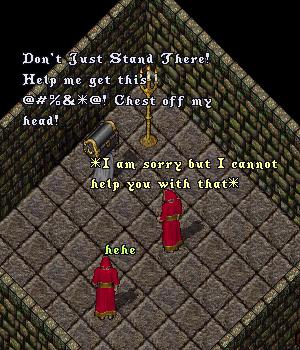 Don't Just Stand There!
Help me get this
@#%&*@! Chest off my
head!
*I am sorry but I cannot
help you with that*
hehe